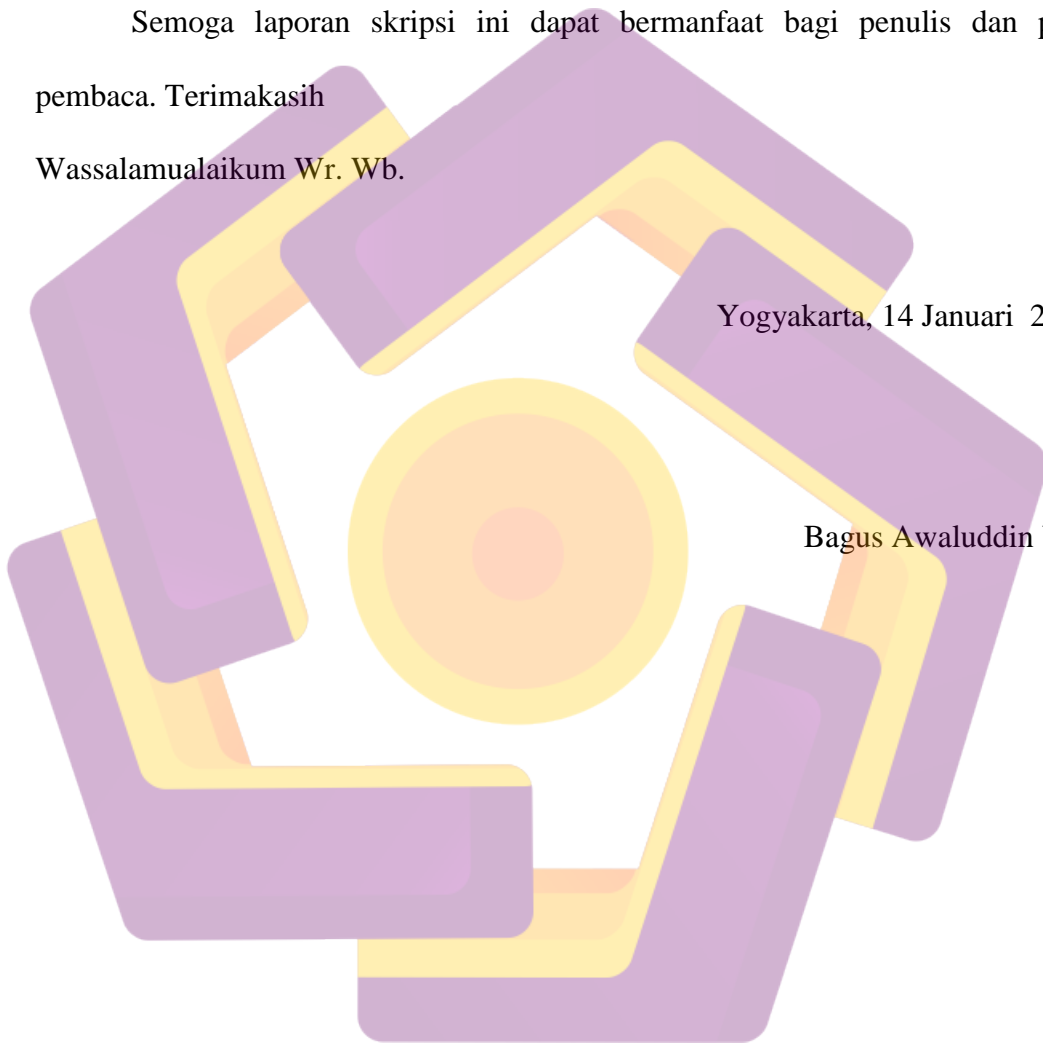 Semoga laporan skripsi ini dapat bermanfaat bagi penulis dan
pembaca. Terimakasih
Wassalamualaikum Wr. Wb.
Yogyakarta, 14 Januari
Bagus Awaluddin